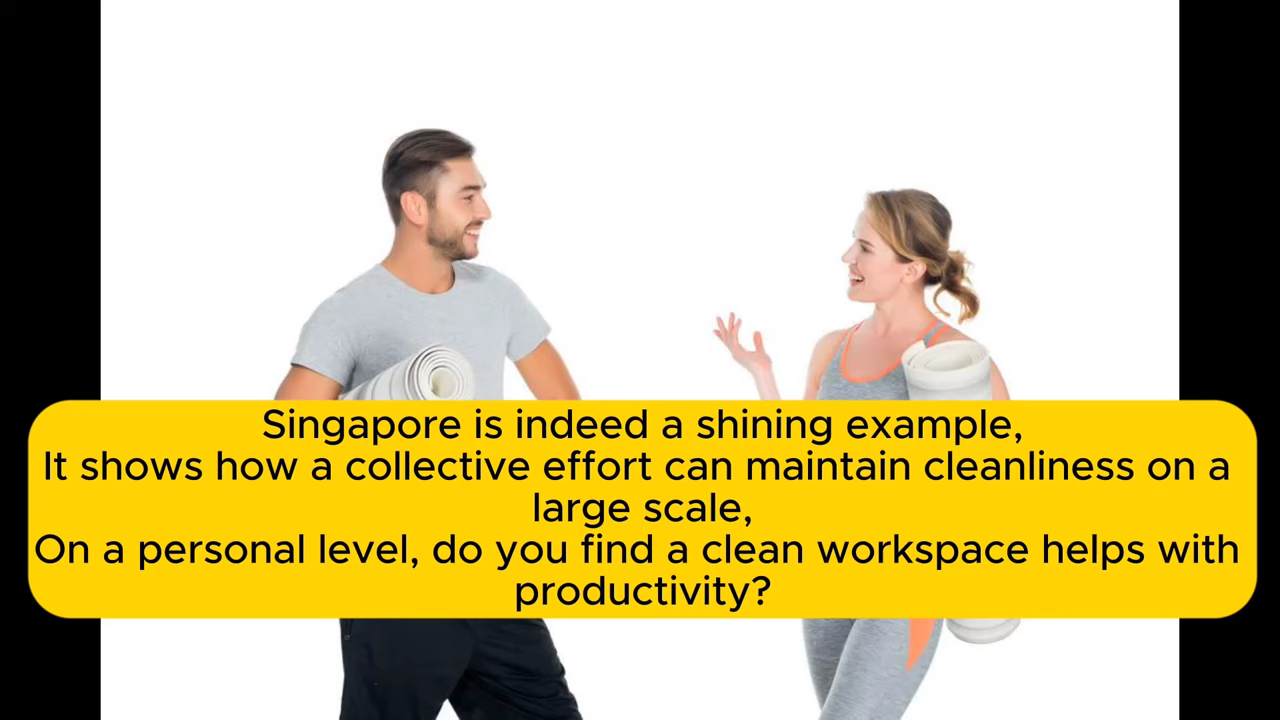 Singapore is indeed a shining example,
It shows how a collective effort can maintain cleanliness on a
large scale,
On a personal level, do you find a clean workspace helps with
productivity?